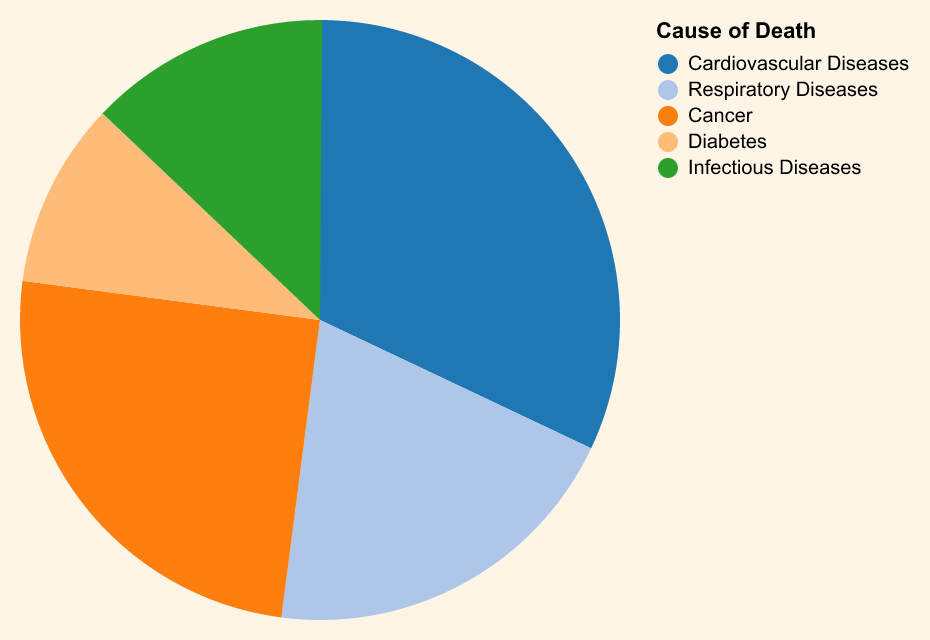 Cause of Death
Cardiovascular Diseases
Respiratory Diseases
Cancer
Diabetes
Infectious Diseases